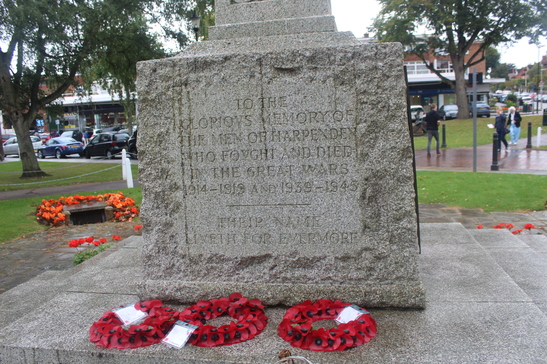 TO THE
GLORIOUS MEMORY OF
THE MEN OF HARPENDEN
WHO FOUGHT AND DIED
IN THE GREAT WARS
1914-1919 AND 1939-1945
THEIR NAME
LIVETH FOR EVERMORE